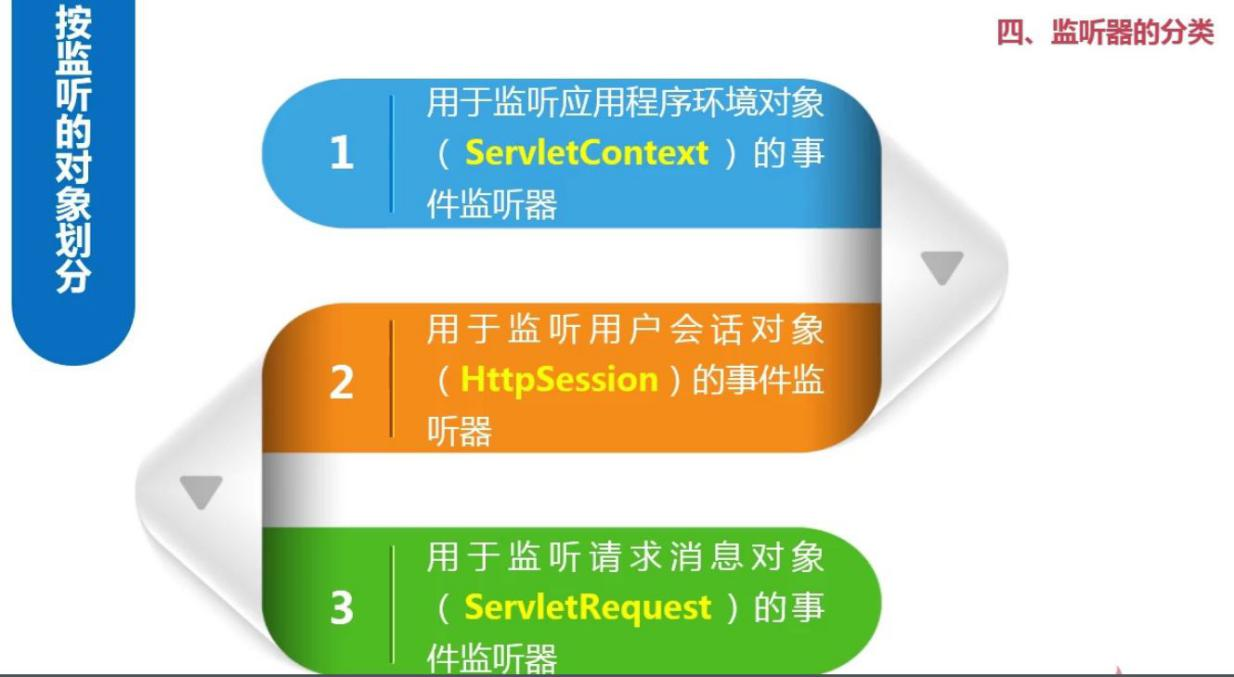 按监听的对象划分
四、监听器的分类
1
用于监听应用程序环境对象
（ServletContext）的事
件监听器
2
用于监听用户会话对象
（HttpSession）的事件监
听器
3
用于监听请求消息对象
（ServletRequest）的事
件监听器